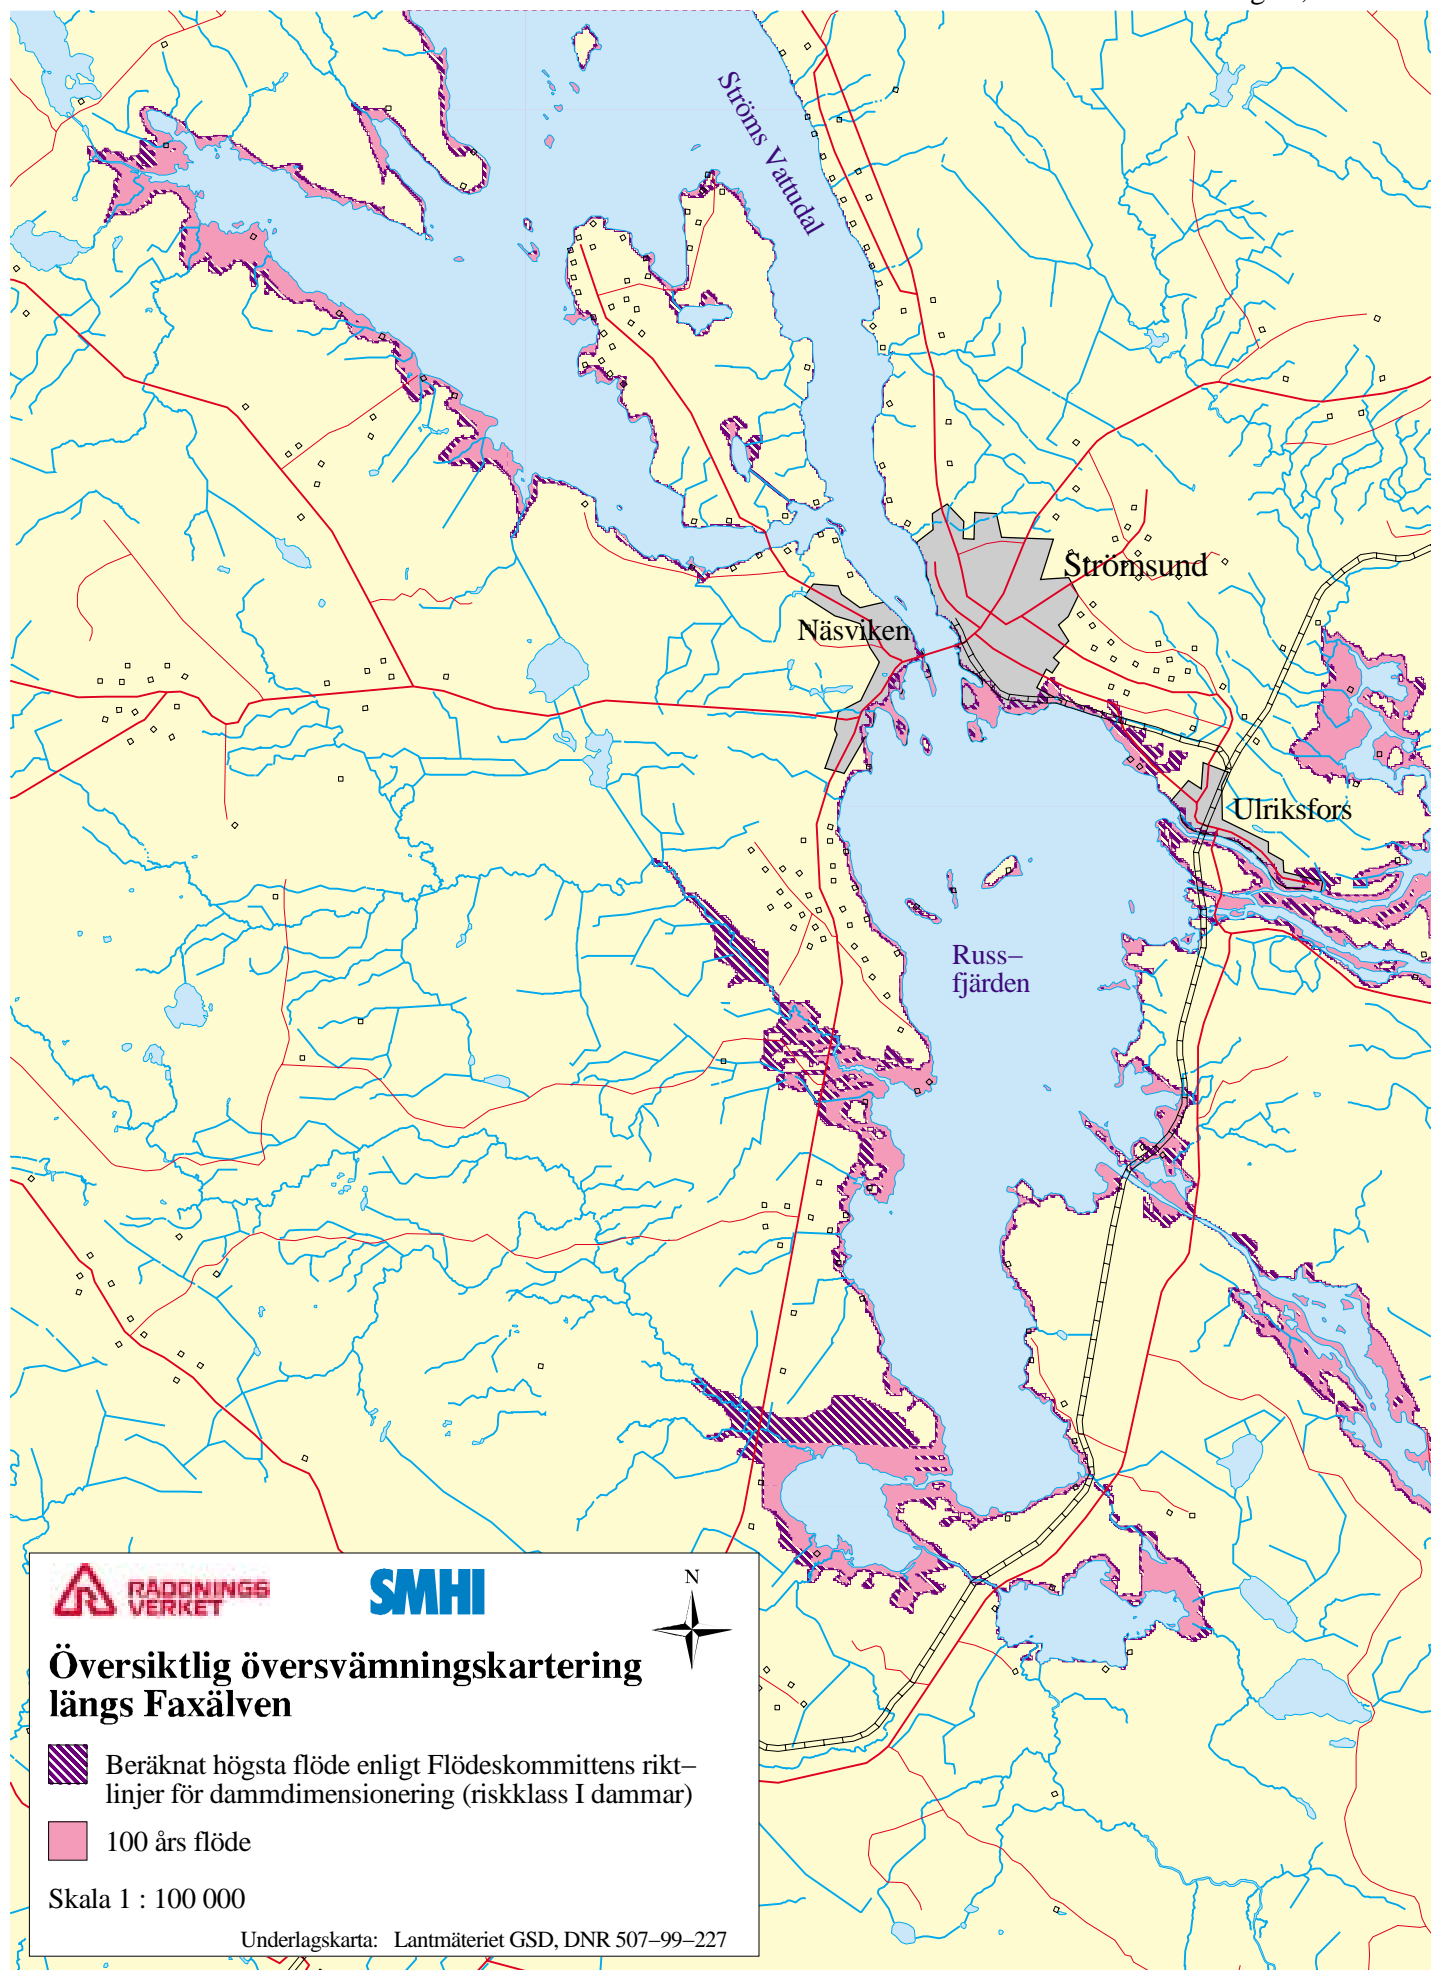 Ströms Vattudal
Strömsund
Näsviken
Ulriksfors
Russ–
fjärden
RÄDDNINGS
VERKET
SMHI
N
Översiktlig översvämningskartering
längs Faxälven
Beräknat högsta flöde enligt Flödeskommittens rikt–
linjer för dammdimensionering (riskklass I dammar)
100 års flöde
Skala 1 : 100 000
Underlagskarta: Lantmäteriet GSD, DNR 507–99–227